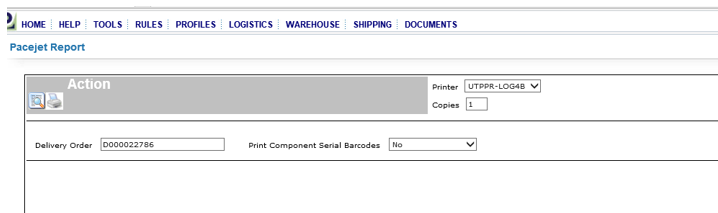 HOME HELP TOOLS RULES PROFILES LOGISTICS WAREHOUSE SHIPPING DOCUMENTS
Pacejet Report
Action
Printer UTPPR-LOG4B
Copies 1
Delivery Order D000022786 Print Component Serial Barcodes No